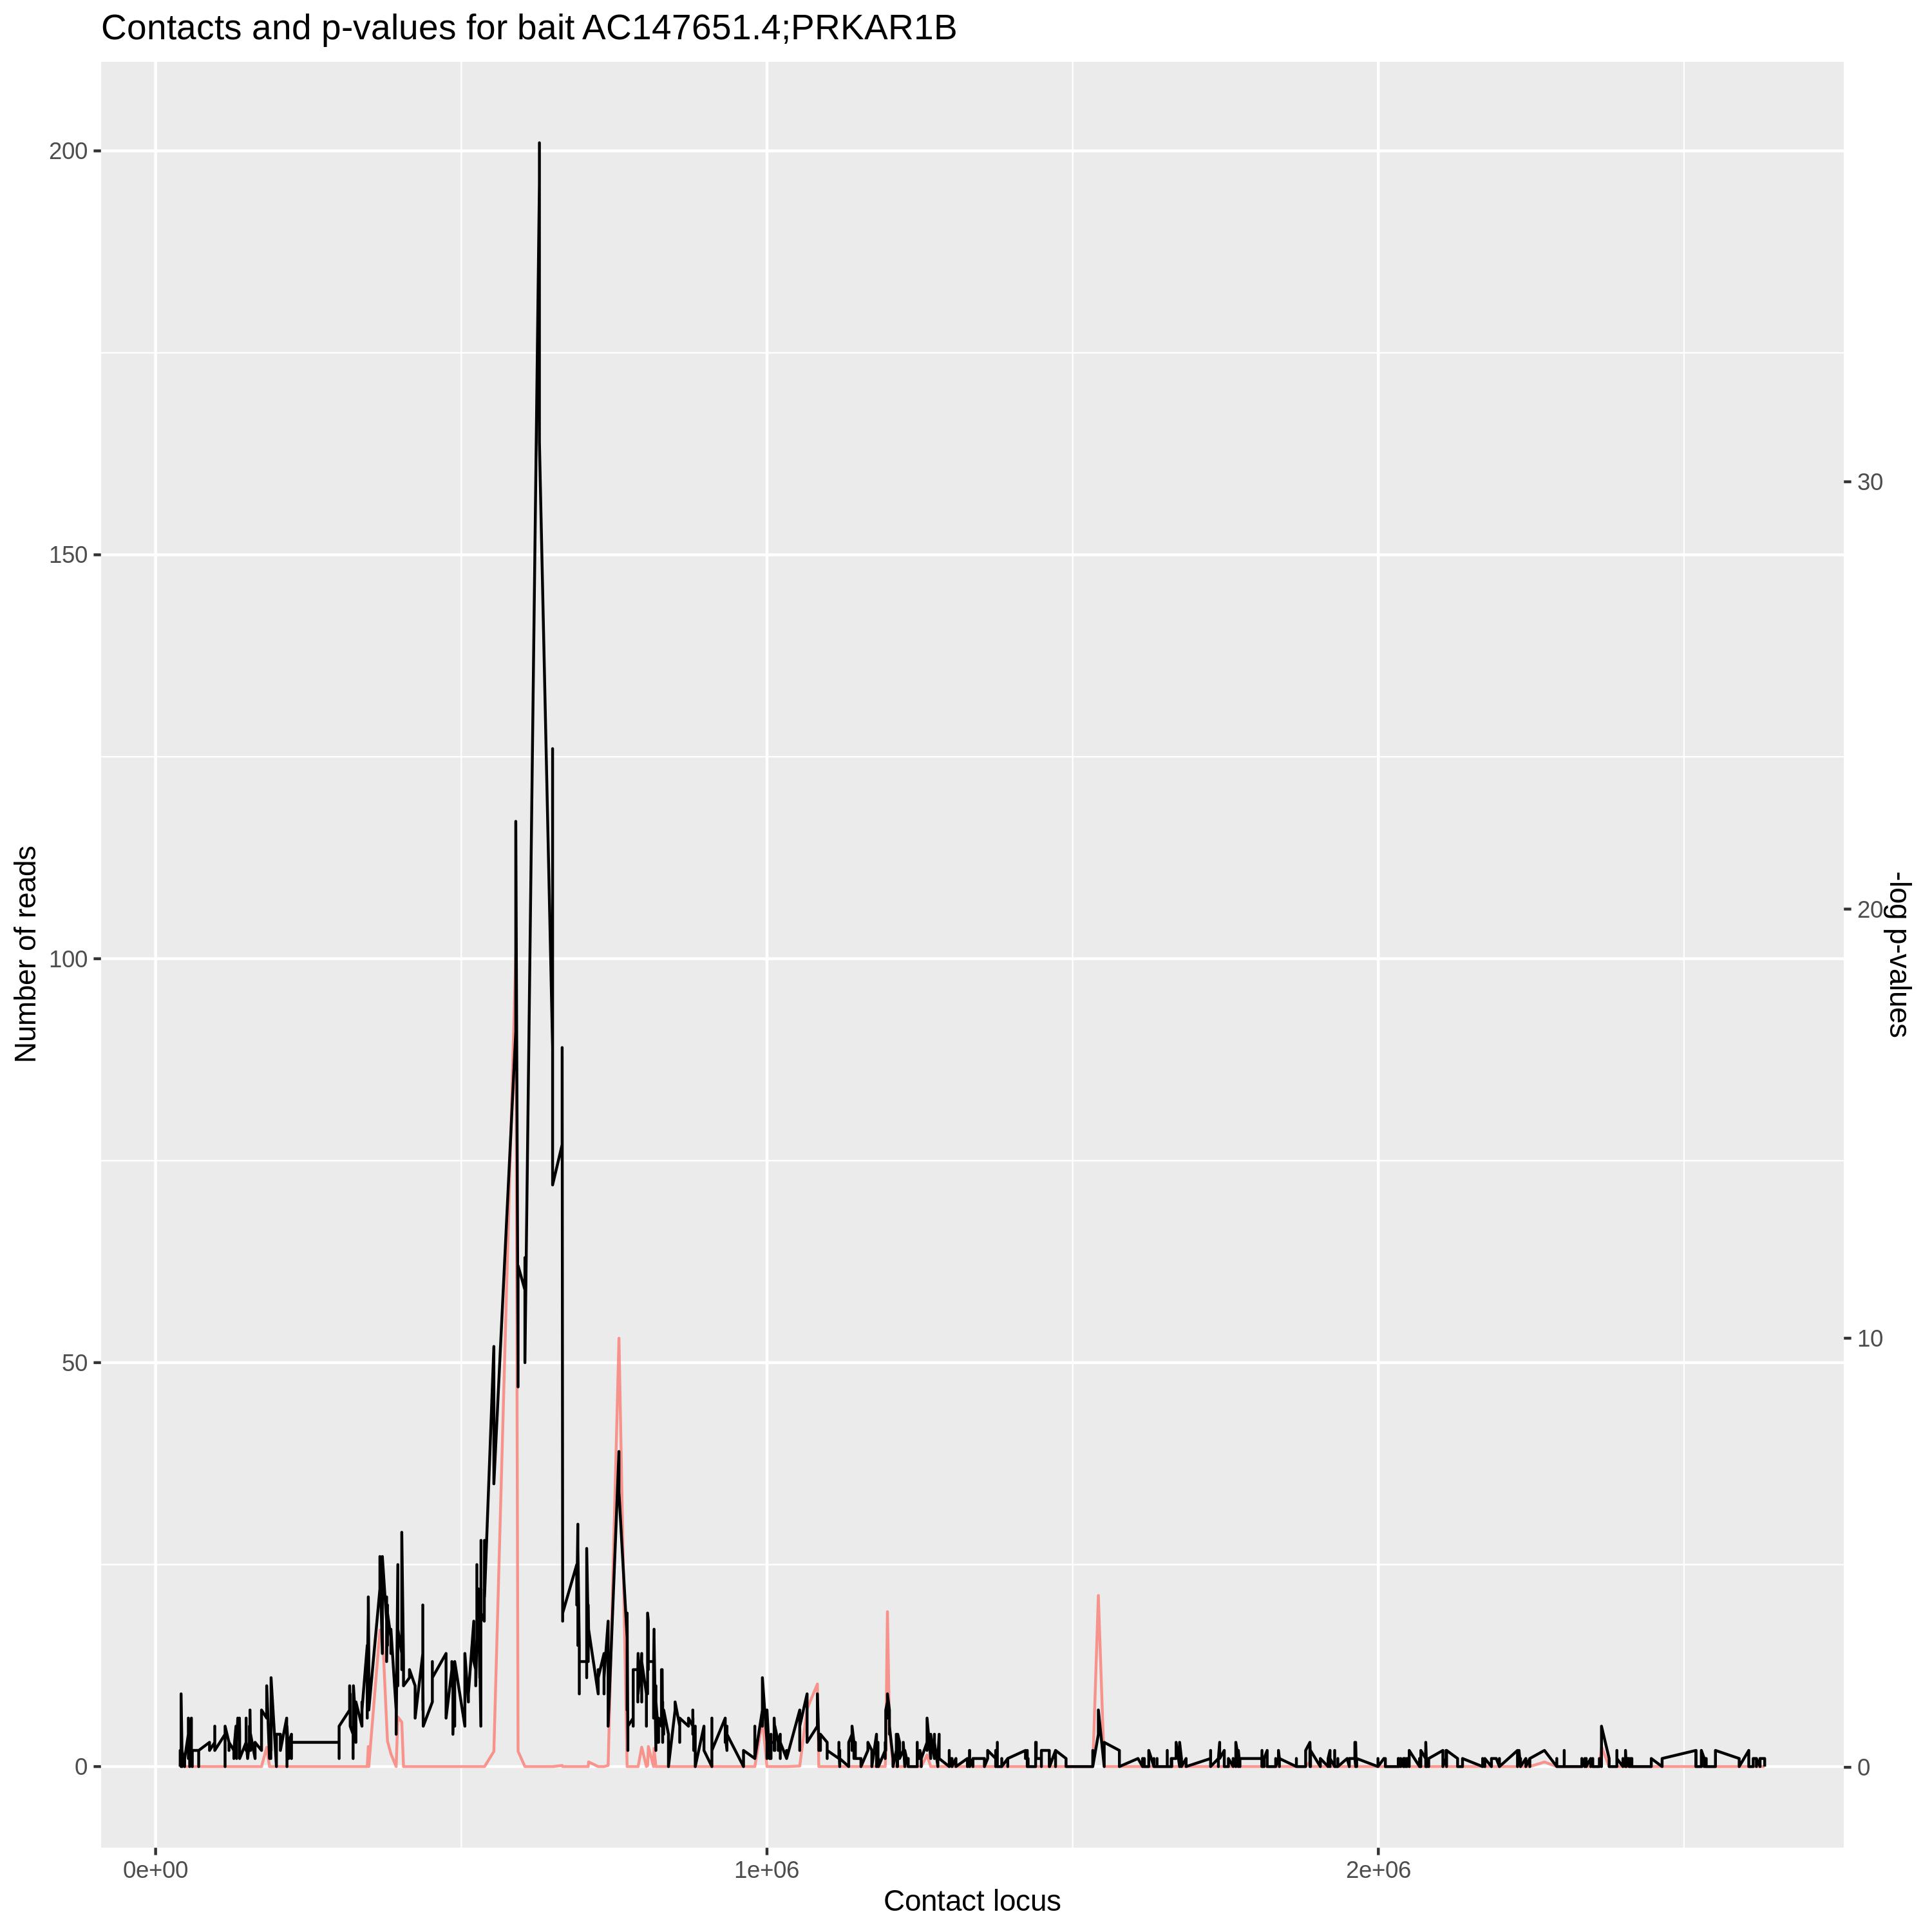 Contacts and p-values for bait AC147651.4;PRKAR1B
200
150
100
50
0
Number of reads
30
20
10
0
-log p-values
0e+00
1e+06
2e+06
Contact locus